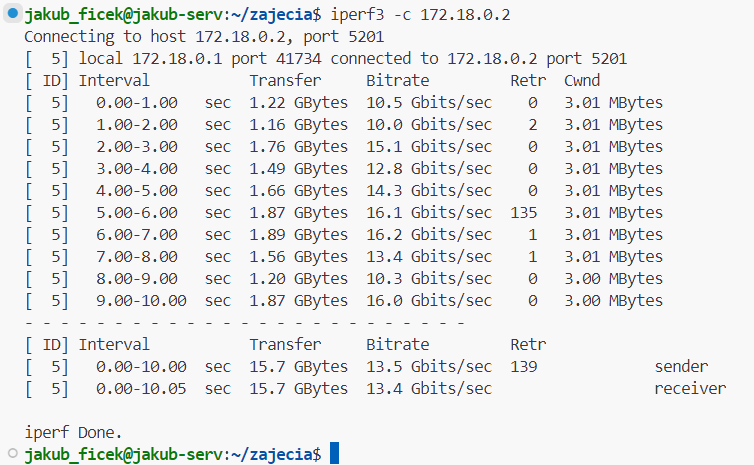 jakub_ficek@jakub-serv:~/zajecia$ iperf3 -c 172.18.0.2
Connecting to host 172.18.0.2, port 5201
[  5] local 172.18.0.1 port 41734 connected to 172.18.0.2 port 5201
[ ID] Interval           Transfer     Bitrate         Retr  Cwnd
[  5]   0.00-1.00   sec  1.22 GBytes  10.5 Gbits/sec    0   3.01 MBytes
[  5]   1.00-2.00   sec  1.16 GBytes  10.0 Gbits/sec    2   3.01 MBytes
[  5]   2.00-3.00   sec  1.76 GBytes  15.1 Gbits/sec    0   3.01 MBytes
[  5]   3.00-4.00   sec  1.49 GBytes  12.8 Gbits/sec    0   3.01 MBytes
[  5]   4.00-5.00   sec  1.66 GBytes  14.3 Gbits/sec    0   3.01 MBytes
[  5]   5.00-6.00   sec  1.87 GBytes  16.1 Gbits/sec  135   3.01 MBytes
[  5]   6.00-7.00   sec  1.89 GBytes  16.2 Gbits/sec    1   3.01 MBytes
[  5]   7.00-8.00   sec  1.56 GBytes  13.4 Gbits/sec    1   3.01 MBytes
[  5]   8.00-9.00   sec  1.20 GBytes  10.3 Gbits/sec    0   3.00 MBytes
[  5]   9.00-10.00  sec  1.87 GBytes  16.0 Gbits/sec    0   3.00 MBytes
- - - - - - - - - - - - - - - - - - - - - - - - -
[ ID] Interval           Transfer     Bitrate         Retr
[  5]   0.00-10.00  sec  15.7 GBytes  13.5 Gbits/sec  139             sender
[  5]   0.00-10.05  sec  15.7 GBytes  13.4 Gbits/sec                  receiver
iperf Done.
jakub_ficek@jakub-serv:~/zajecia$